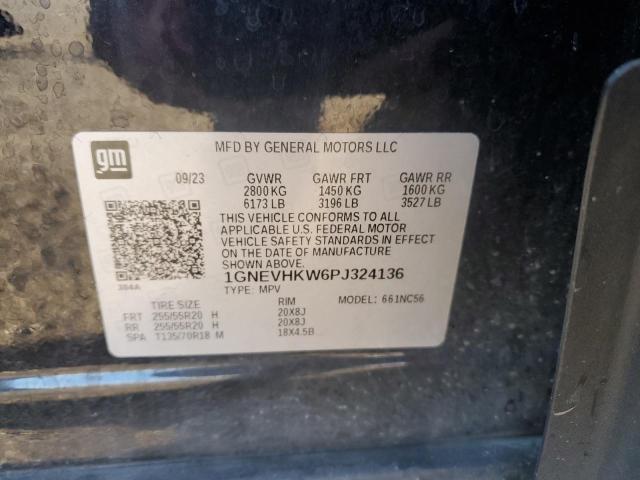 gm MFD BY GENERAL MOTORS LLC
09/23 GVWR GAWR FRT GAWR RR
2800 KG 1450 KG 1600 KG
6173 LB 3196 LB 3527 LB
THIS VEHICLE CONFORMS TO ALL
APPLICABLE U.S. FEDERAL MOTOR
VEHICLE SAFETY STANDARDS IN EFFECT
ON THE DATE OF MANUFACTURE
SHOWN ABOVE.
384A 1GNEVHKW6PJ324136
TYPE: MPV MODEL: 661NC56
TIRE SIZE RIM
FRT 255/55R20 H 20X8J
RR 255/55R20 H 20X8J
SPA T135/70R18 M 18X4.5B